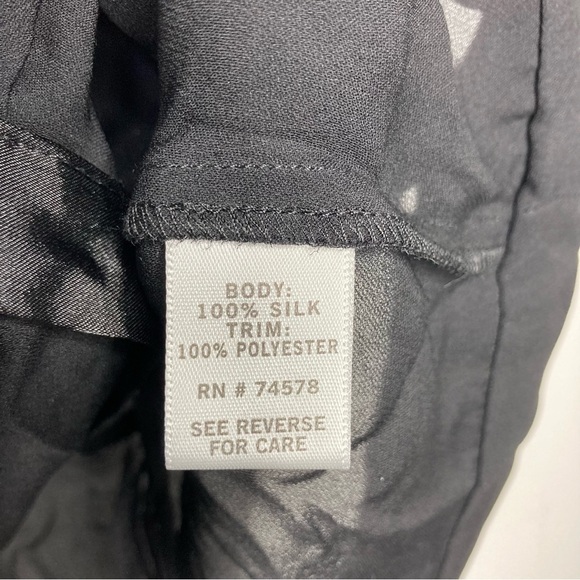 BODY:
100% SILK
TRIM:
100% POLYESTER
RN # 74578
SEE REVERSE
FOR CARE